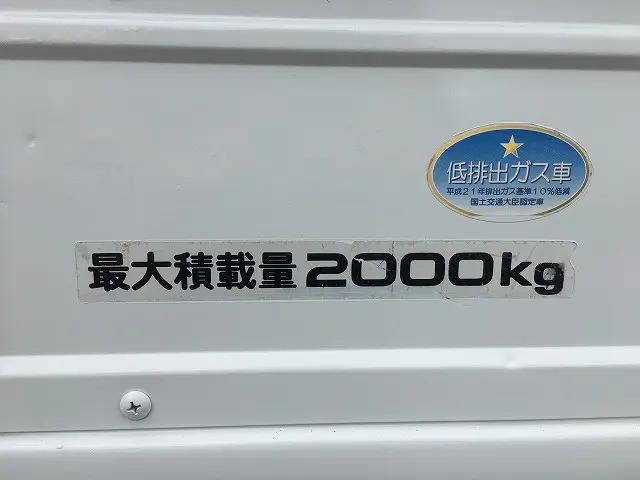 低排出ガス車
平成21年排出ガス基準10%低減
国土交通大臣認定車
最大積載量2000kg